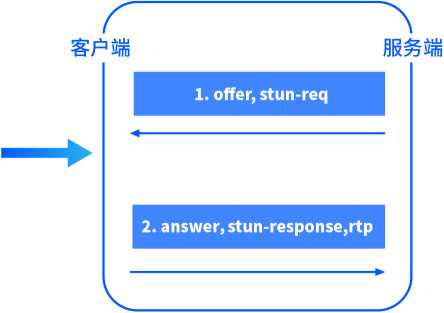 客户端
服务端
1. offer, stun-req
2. answer, stun-response,rtp